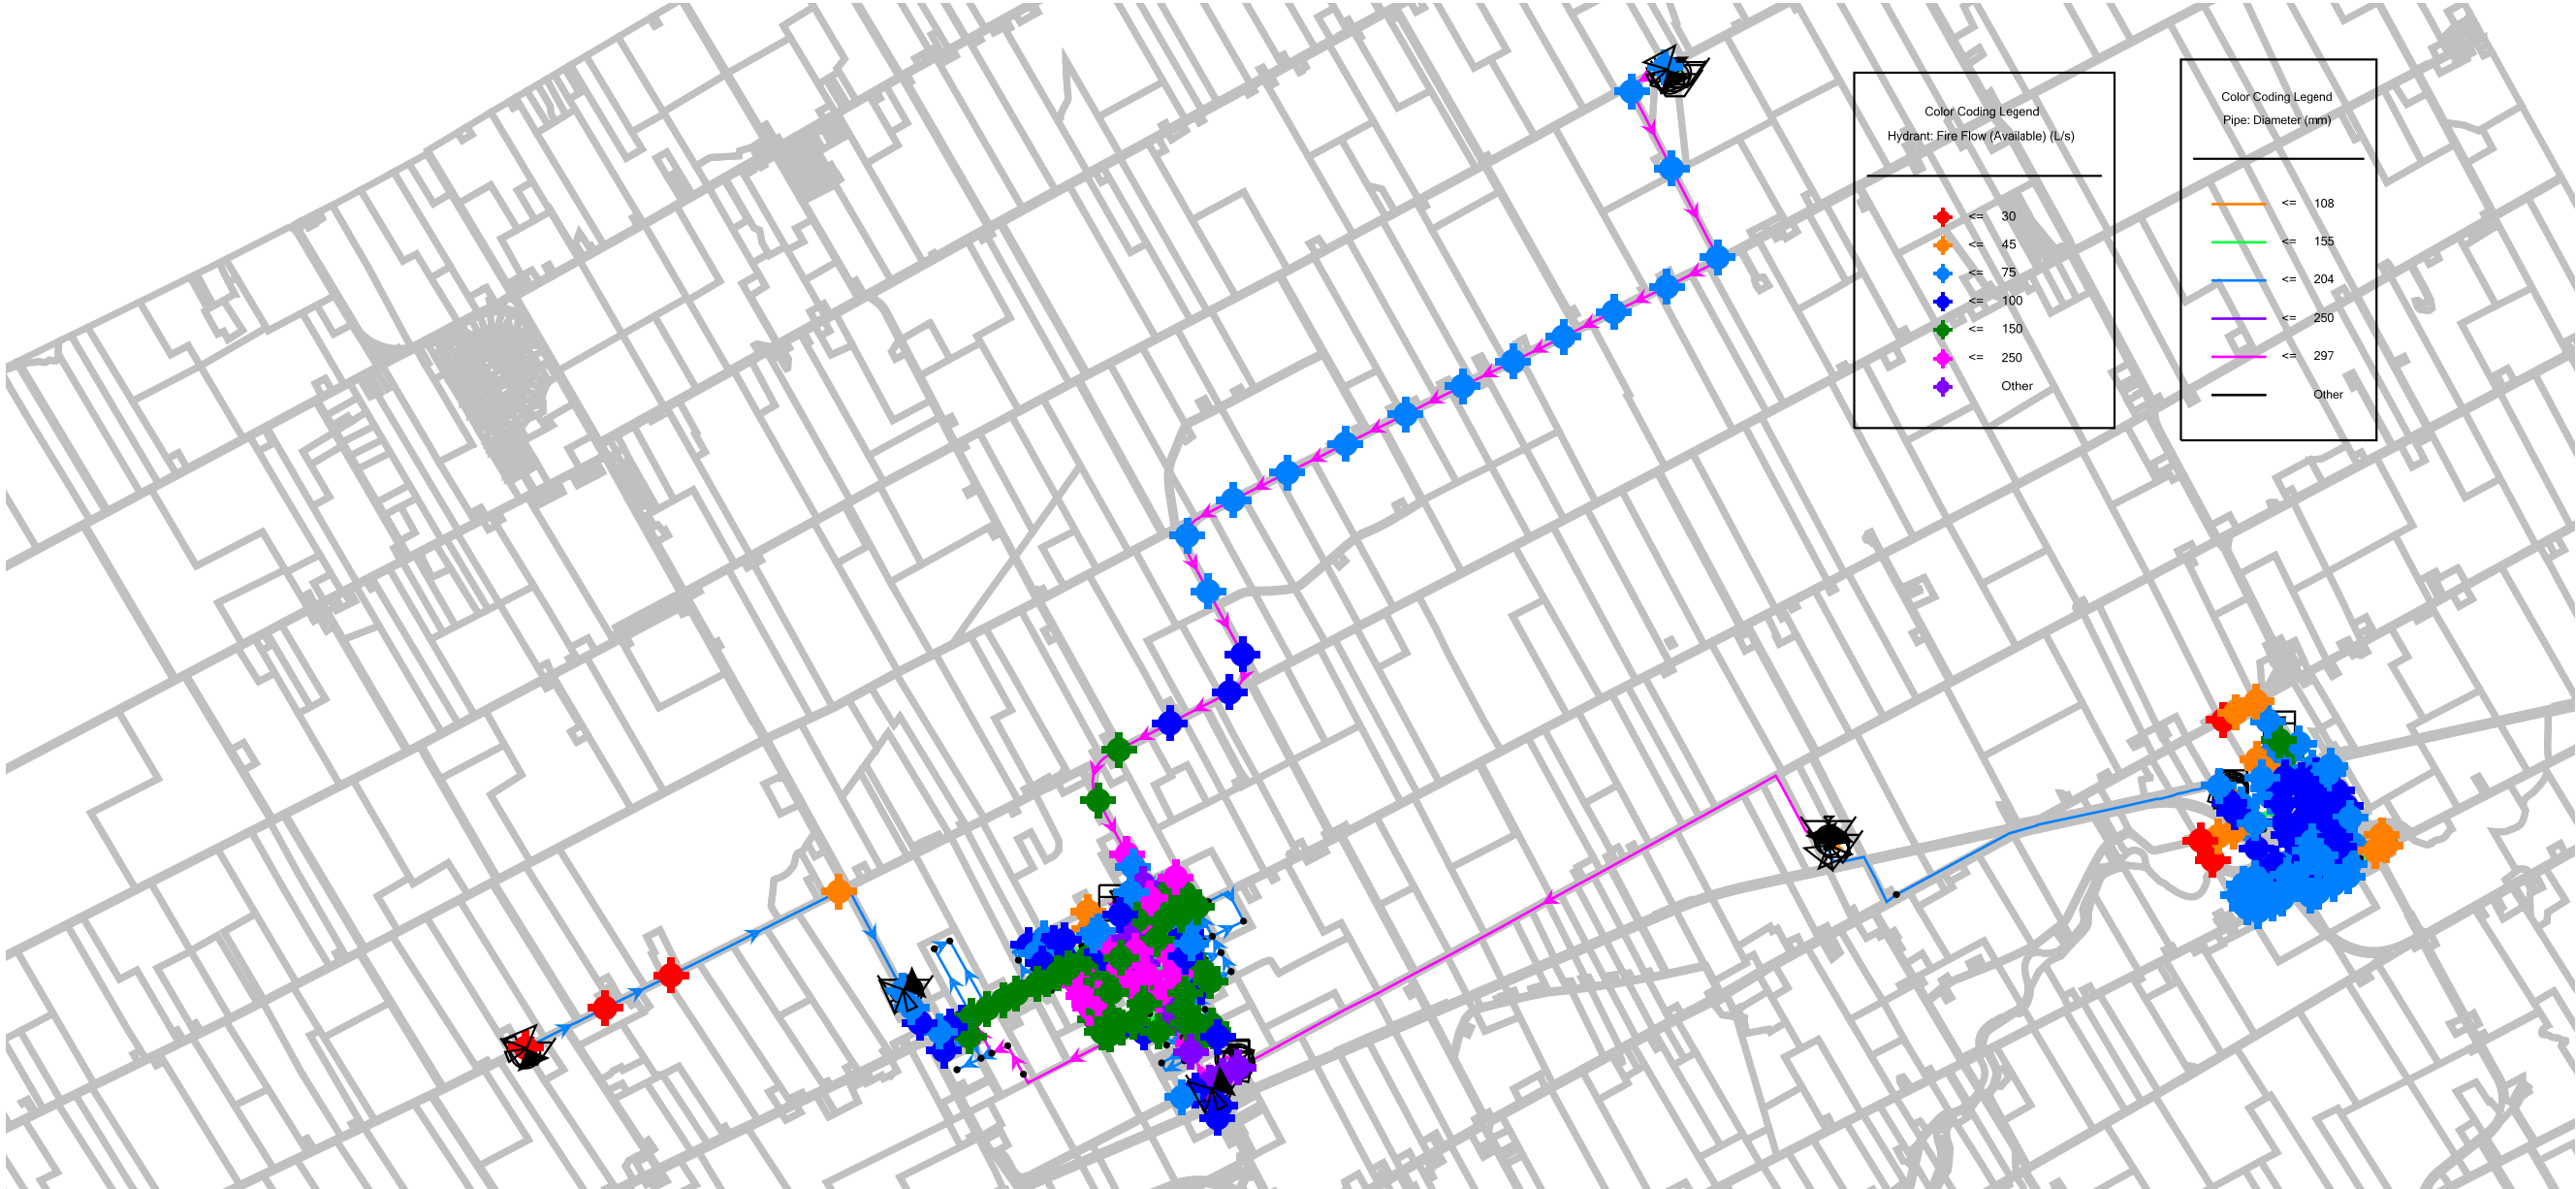 Color Coding Legend
Hydrant: Fire Flow (Available) (L/s)
<= 30
<= 45
<= 75
<= 100
<= 150
<= 250
Other
Color Coding Legend
Pipe: Diameter (mm)
<= 108
<= 155
<= 204
<= 250
<= 297
Other